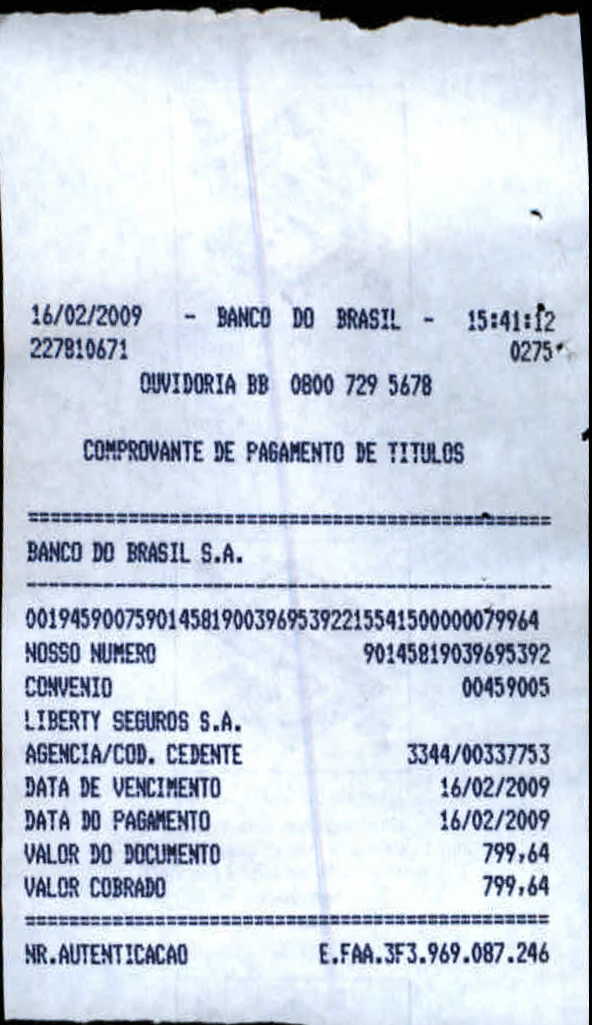 16/02/2009 - BANCO DO BRASIL - 15:41:12
227810671 0275
OUVIDORIA BB 0800 729 5678
COMPROVANTE DE PAGAMENTO DE TITULOS
================================================
BANCO DO BRASIL S.A.
------------------------------------------------
00194590075901458190039695392215541500000079964
NOSSO NUMERO 90145819039695392
CONVENIO 00459005
LIBERTY SEGUROS S.A.
AGENCIA/COD. CEDENTE 3344/00337753
DATA DE VENCIMENTO 16/02/2009
DATA DO PAGAMENTO 16/02/2009
VALOR DO DOCUMENTO 799,64
VALOR COBRADO 799,64
================================================
NR.AUTENTICACAO E.FAA.3F3.969.087.246